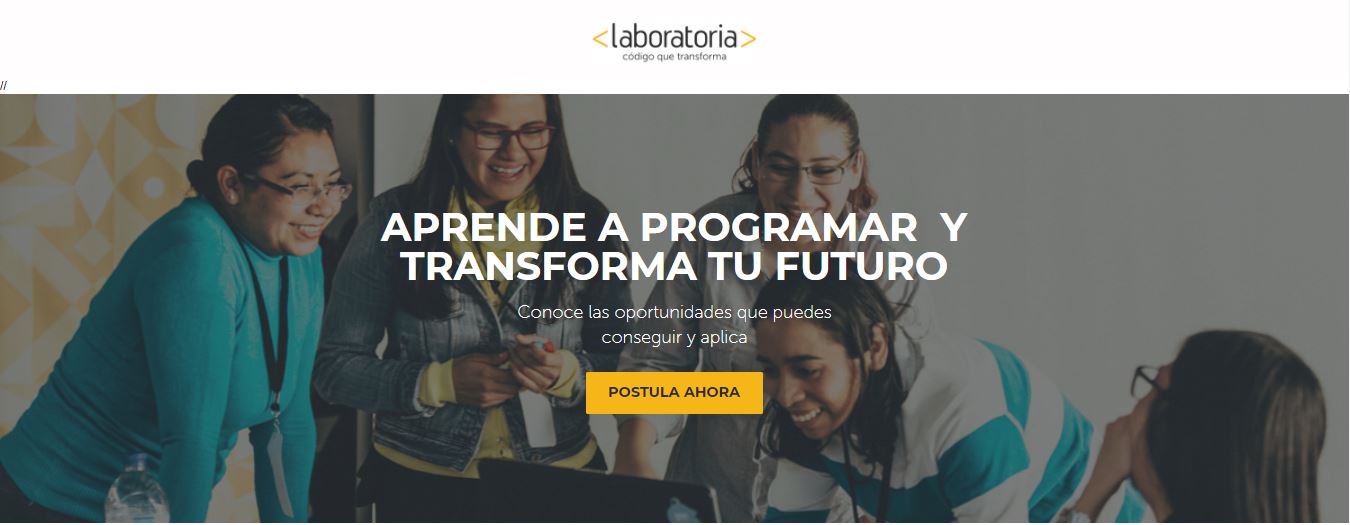 <laboratoria>
código que transforma
//
APRENDE A PROGRAMAR  Y
TRANSFORMA TU FUTURO
Conoce las oportunidades que puedes
conseguir y aplica
POSTULA AHORA